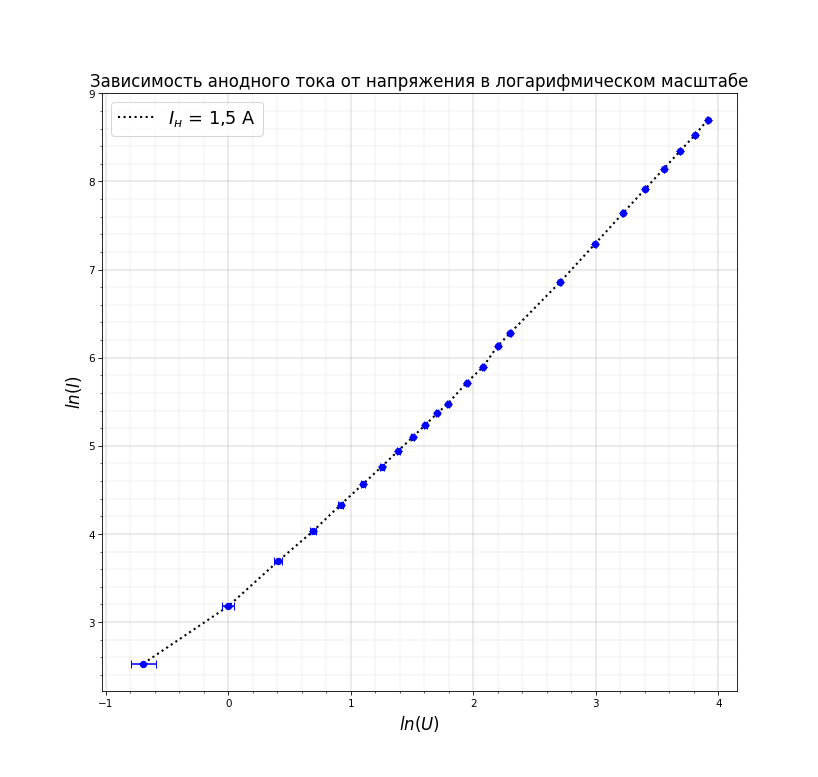 Зависимость анодного тока от напряжения в логарифмическом масштабе
Iн = 1,5 А
9
8
7
6
5
4
3
ln(I)
−1 0 1 2 3 4
ln(U)